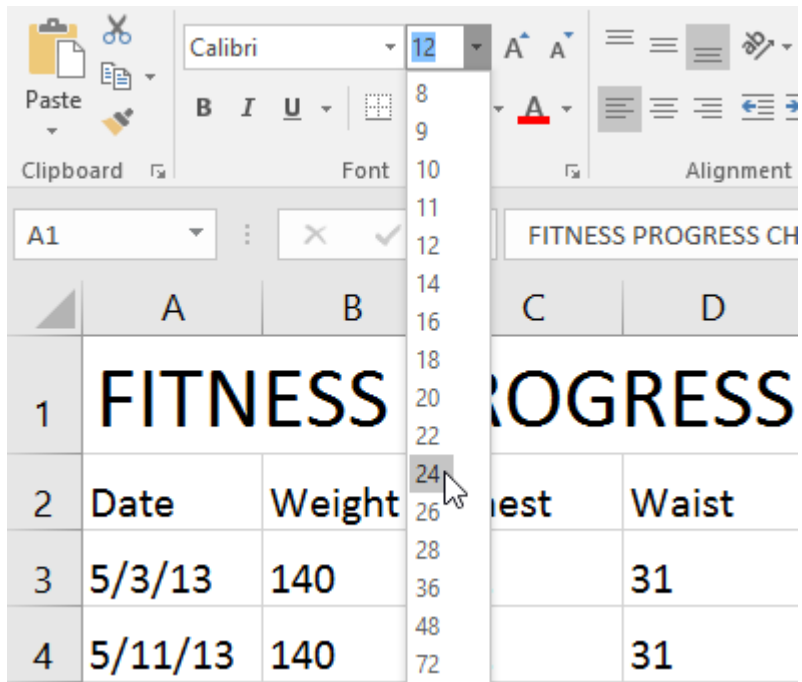 Calibri 12
Paste
B I U A
Clipboard Font Alignment
8
9
10
11
12
14
16
18
20
22
24
26
28
36
48
72
A1 FITNESS PROGRESS CH
A B C D
1 FITNESS ROGRESS
2 Date Weight est Waist
3 5/3/13 140 31
4 5/11/13 140 31